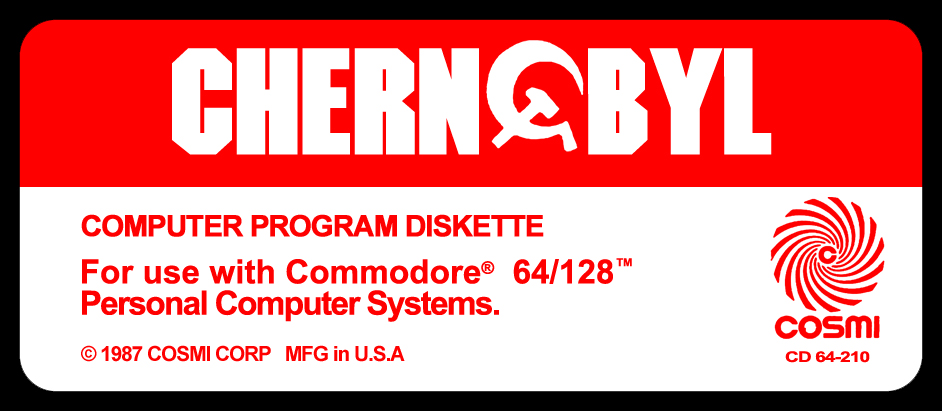 CHERNOBYL
COMPUTER PROGRAM DISKETTE
For use with Commodore® 64/128™
Personal Computer Systems.
© 1987 COSMI CORP MFG in U.S.A
COSMI
CD 64-210